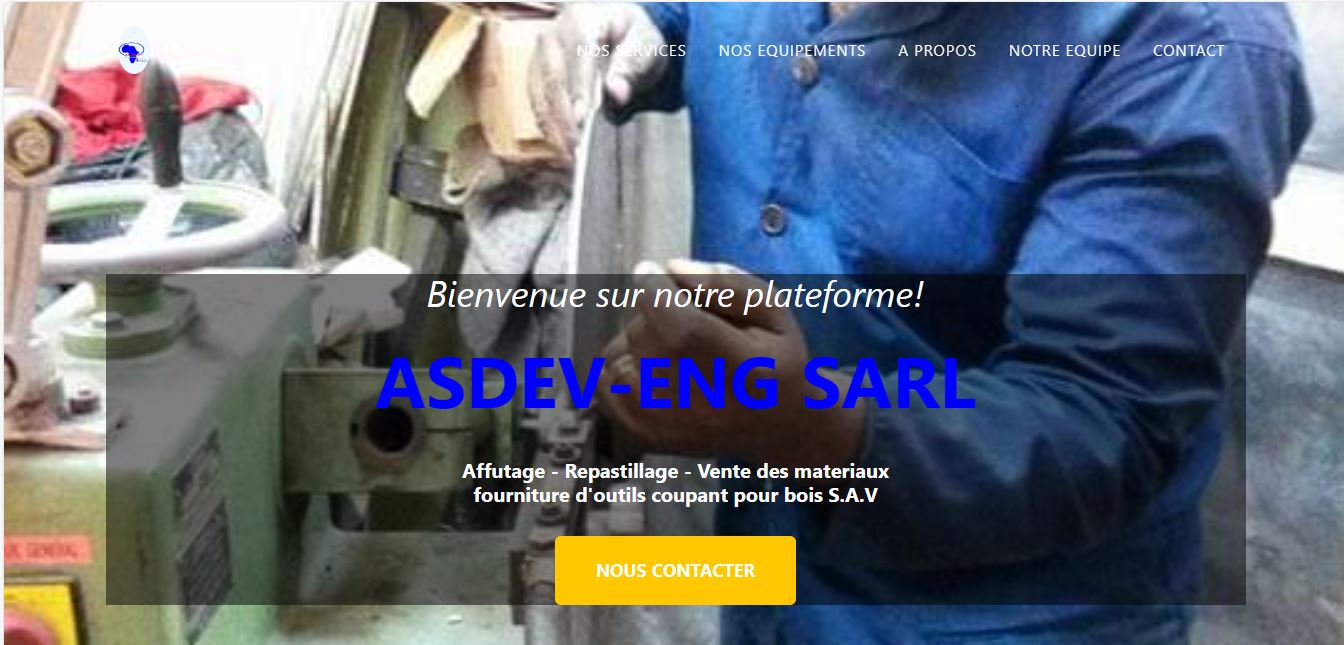 NOS SERVICES NOS EQUIPEMENTS A PROPOS NOTRE EQUIPE CONTACT
Bienvenue sur notre plateforme!
ASDEV-ENG SARL
Affutage - Repastillage - Vente des materiaux
fourniture d'outils coupant pour bois S.A.V
GENERAL
NOUS CONTACTER